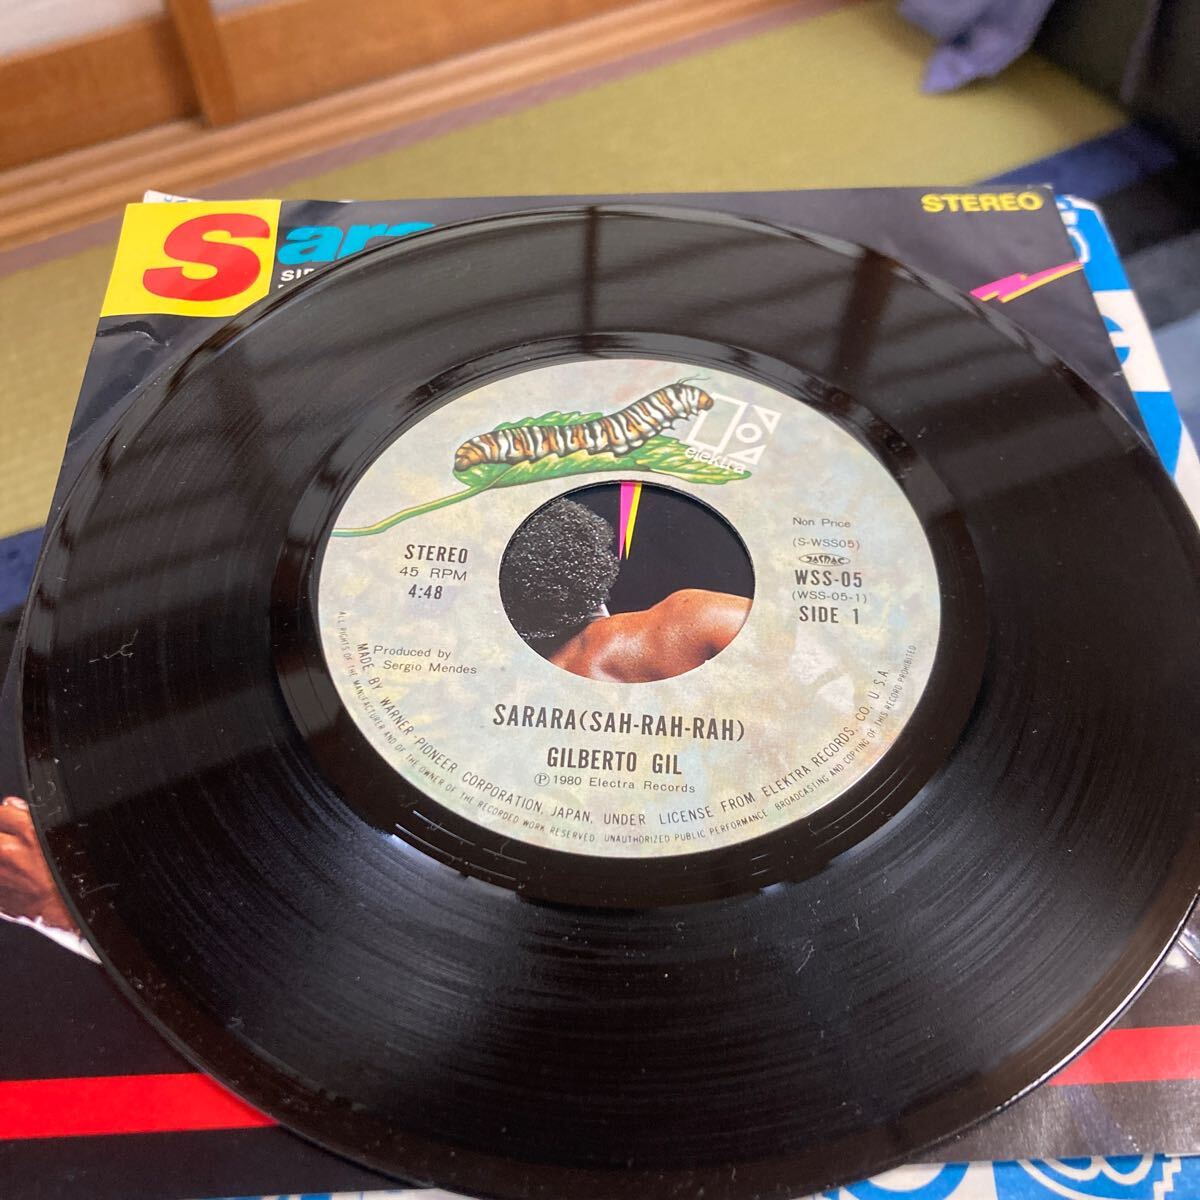 Sara
STEREO
elektra
STEREO
45 RPM
4:48
Non Price
(S-WSS05)
JASRAC
WSS-05
(WSS-05-1)
SIDE 1
Produced by
Sergio Mendes
SARARA(SAH-RAH-RAH)
GILBERTO GIL
Ⓟ1980 Electra Records
MADE BY WARNER-PIONEER CORPORATION, JAPAN, UNDER LICENSE FROM ELEKTRA RECORDS, CO., U.S.A.
ALL RIGHTS OF THE MANUFACTURER AND OF THE OWNER OF THE RECORDED WORK RESERVED UNAUTHORIZED PUBLIC PERFORMANCE BROADCASTING AND COPYING OF THIS RECORD PROHIBITED